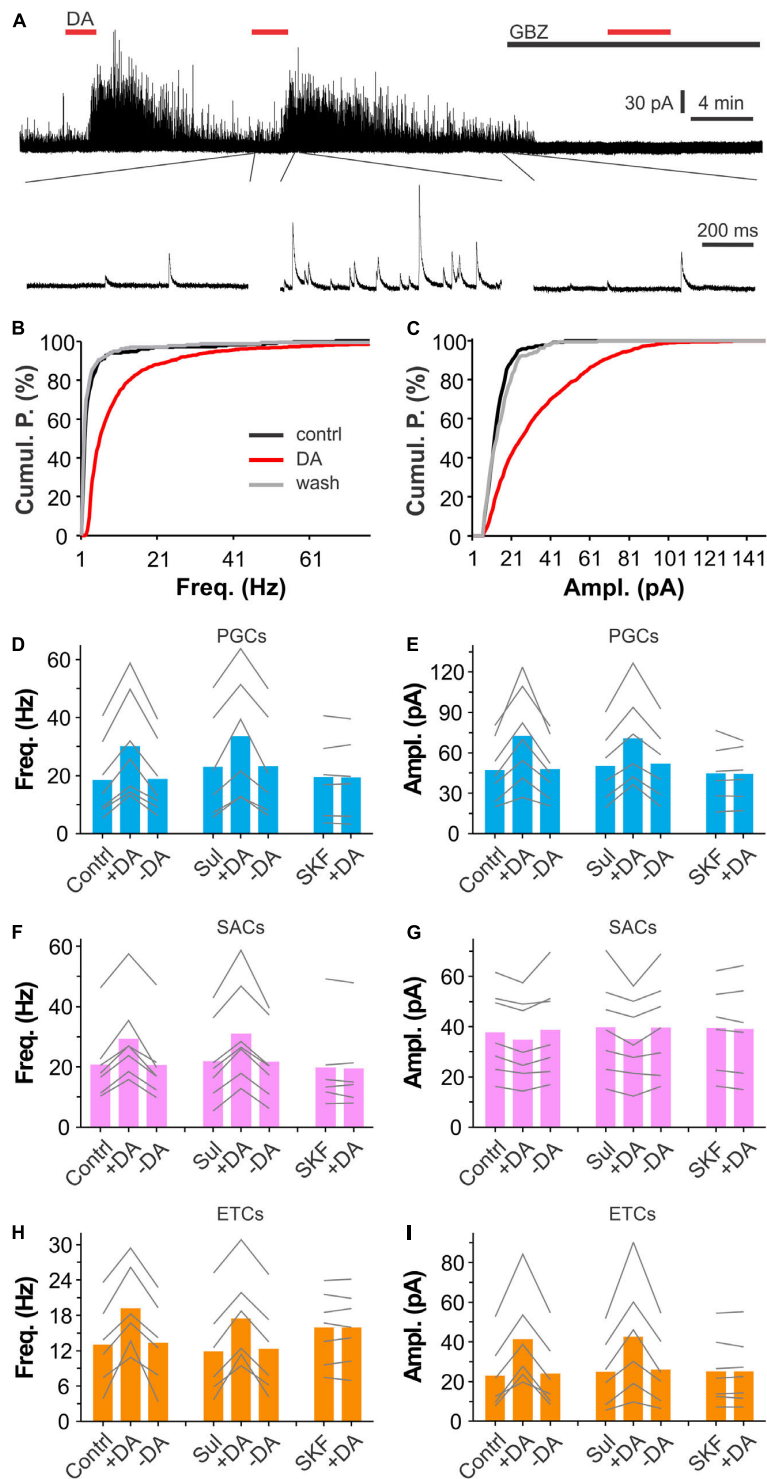 A
DA
GBZ
30 pA
4 min
200 ms
B
Cumul. P. (%)
100
80
60
40
20
0
contrl
DA
wash
1 21 41 61
Freq. (Hz)
C
Cumul. P. (%)
100
80
60
40
20
0
1 21 41 61 81 101 121 141
Ampl. (pA)
D
PGCs
Freq. (Hz)
60
40
20
0
Contrl +DA -DA Sul +DA -DA SKF +DA
E
PGCs
Ampl. (pA)
120
90
60
30
0
Contrl +DA -DA Sul +DA -DA SKF +DA
F
SACs
Freq. (Hz)
60
40
20
0
Contrl +DA -DA Sul +DA -DA SKF +DA
G
SACs
Ampl. (pA)
60
40
20
0
Contrl +DA -DA Sul +DA -DA SKF +DA
H
ETCs
Freq. (Hz)
30
24
18
12
6
0
Contrl +DA -DA Sul +DA -DA SKF +DA
I
ETCs
Ampl. (pA)
80
60
40
20
0
Contrl +DA -DA Sul +DA -DA SKF +DA